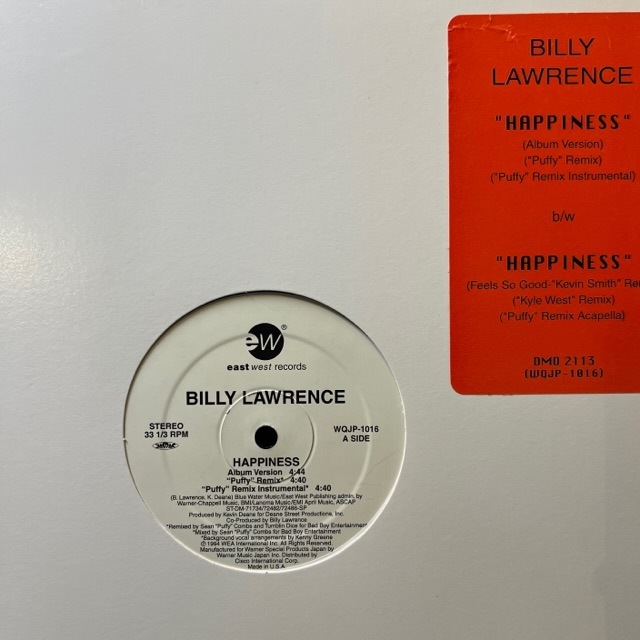 BILLY
LAWRENCE
"HAPPINESS"
(Album Version)
("Puffy" Remix)
("Puffy" Remix Instrumental)
b/w
"HAPPINESS"
(Feels So Good-"Kevin Smith"
("Kyle West" Remix)
("Puffy" Remix Acapella)
DMD 2113
(WQJP-1016)
ew®
east west records
BILLY LAWRENCE
STEREO
33 1/3 RPM
WQJP-1016
A SIDE
HAPPINESS
Album Version 4:44
"Puffy" Remix* 4:40
"Puffy" Remix Instrumental* 4:40
(B. Lawrence, K. Deane) Blue Water Music/East West Publishing admin. by
Warner-Chappell Music, BMI/Lanoma Music/EMI April Music, ASCAP
ST-DM-71734/72482/72486-SP
Produced by Kevin Deane for Deane Street Productions, Inc.
Co-Produced by Billy Lawrence
*Remixed by Sean "Puffy" Combs and Tumblin Dice for Bad Boy Entertainment
*Mixed by Sean "Puffy" Combs for Bad Boy Entertainment
*Background vocal arrangements by Kenny Greene
© 1994 WEA International Inc. All Rights Reserved.
Manufactured for Warner Special Products Japan by
Warner Music Japan Inc. Distributed by
Cisco International Corp.
Made in U.S.A